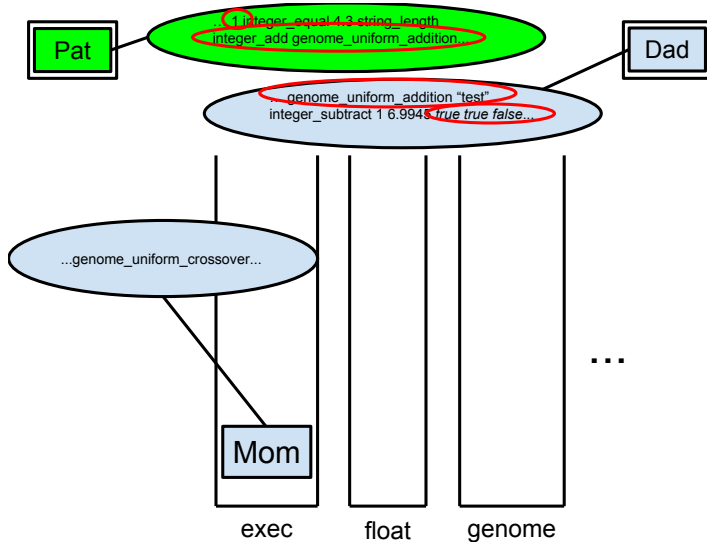 Pat
... 1 integer_equal 4.3 string_length
integer_add genome_uniform_addition...
Dad
... genome_uniform_addition “test”
integer_subtract 1 6.9945 true true false...
...genome_uniform_crossover...
...
Mom
exec
float
genome